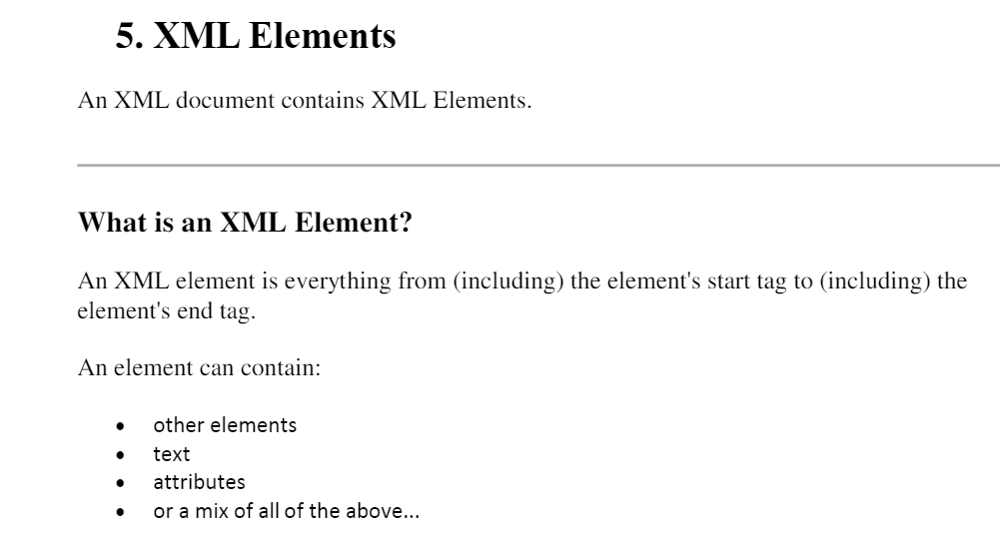 5. XML Elements
An XML document contains XML Elements.
What is an XML Element?
An XML element is everything from (including) the element's start tag to (including) the
element's end tag.
An element can contain:
• other elements
• text
• attributes
• or a mix of all of the above...